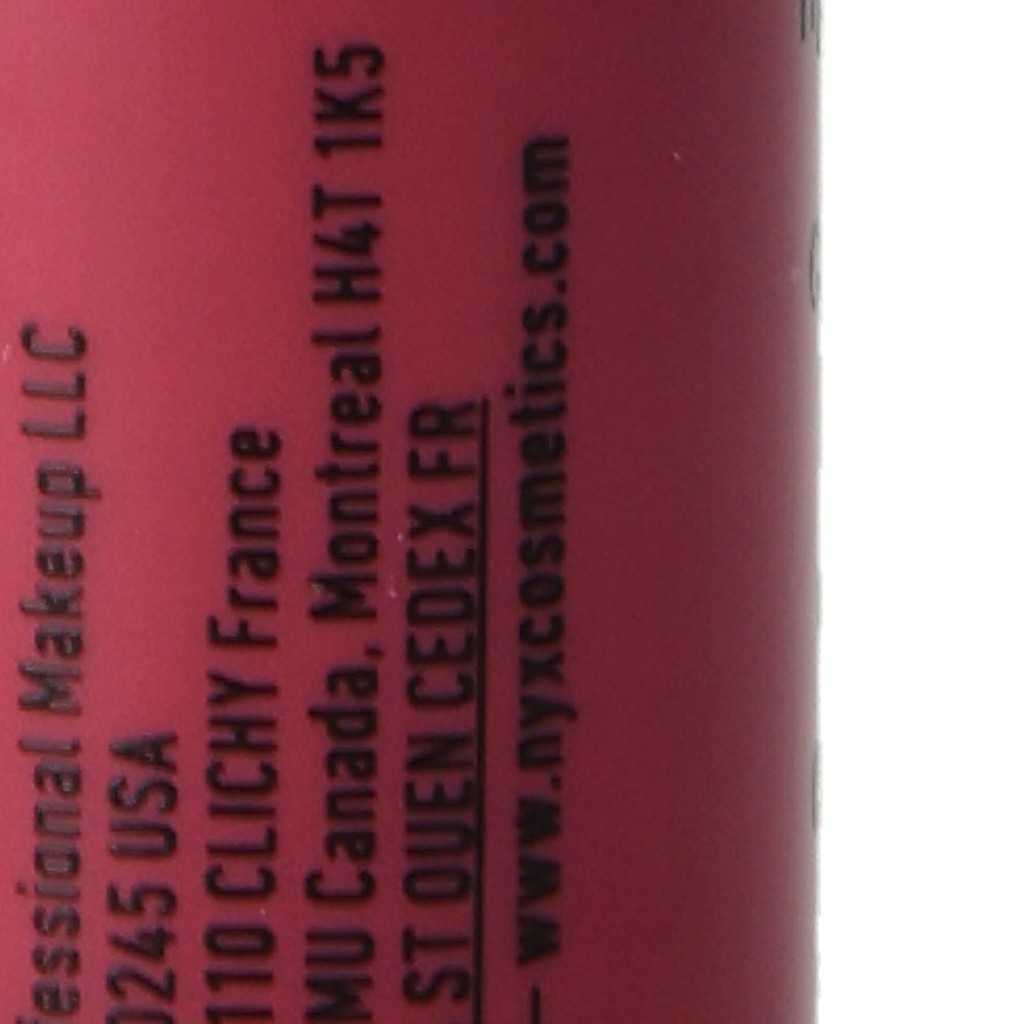 fessional Makeup LLC
0245 USA
110 CLICHY France
MU Canada, Montreal H4T 1K5
ST OUEN CEDEX FR
— www.nyxcosmetics.com